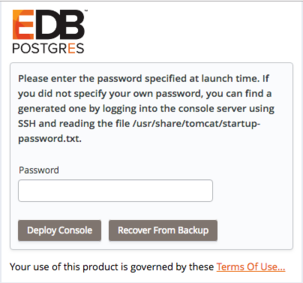 EDB™
POSTGRES
Please enter the password specified at launch time. If
you did not specify your own password, you can find a
generated one by logging into the console server using
SSH and reading the file /usr/share/tomcat/startup-
password.txt.
Password
Deploy Console Recover From Backup
Your use of this product is governed by these Terms Of Use...